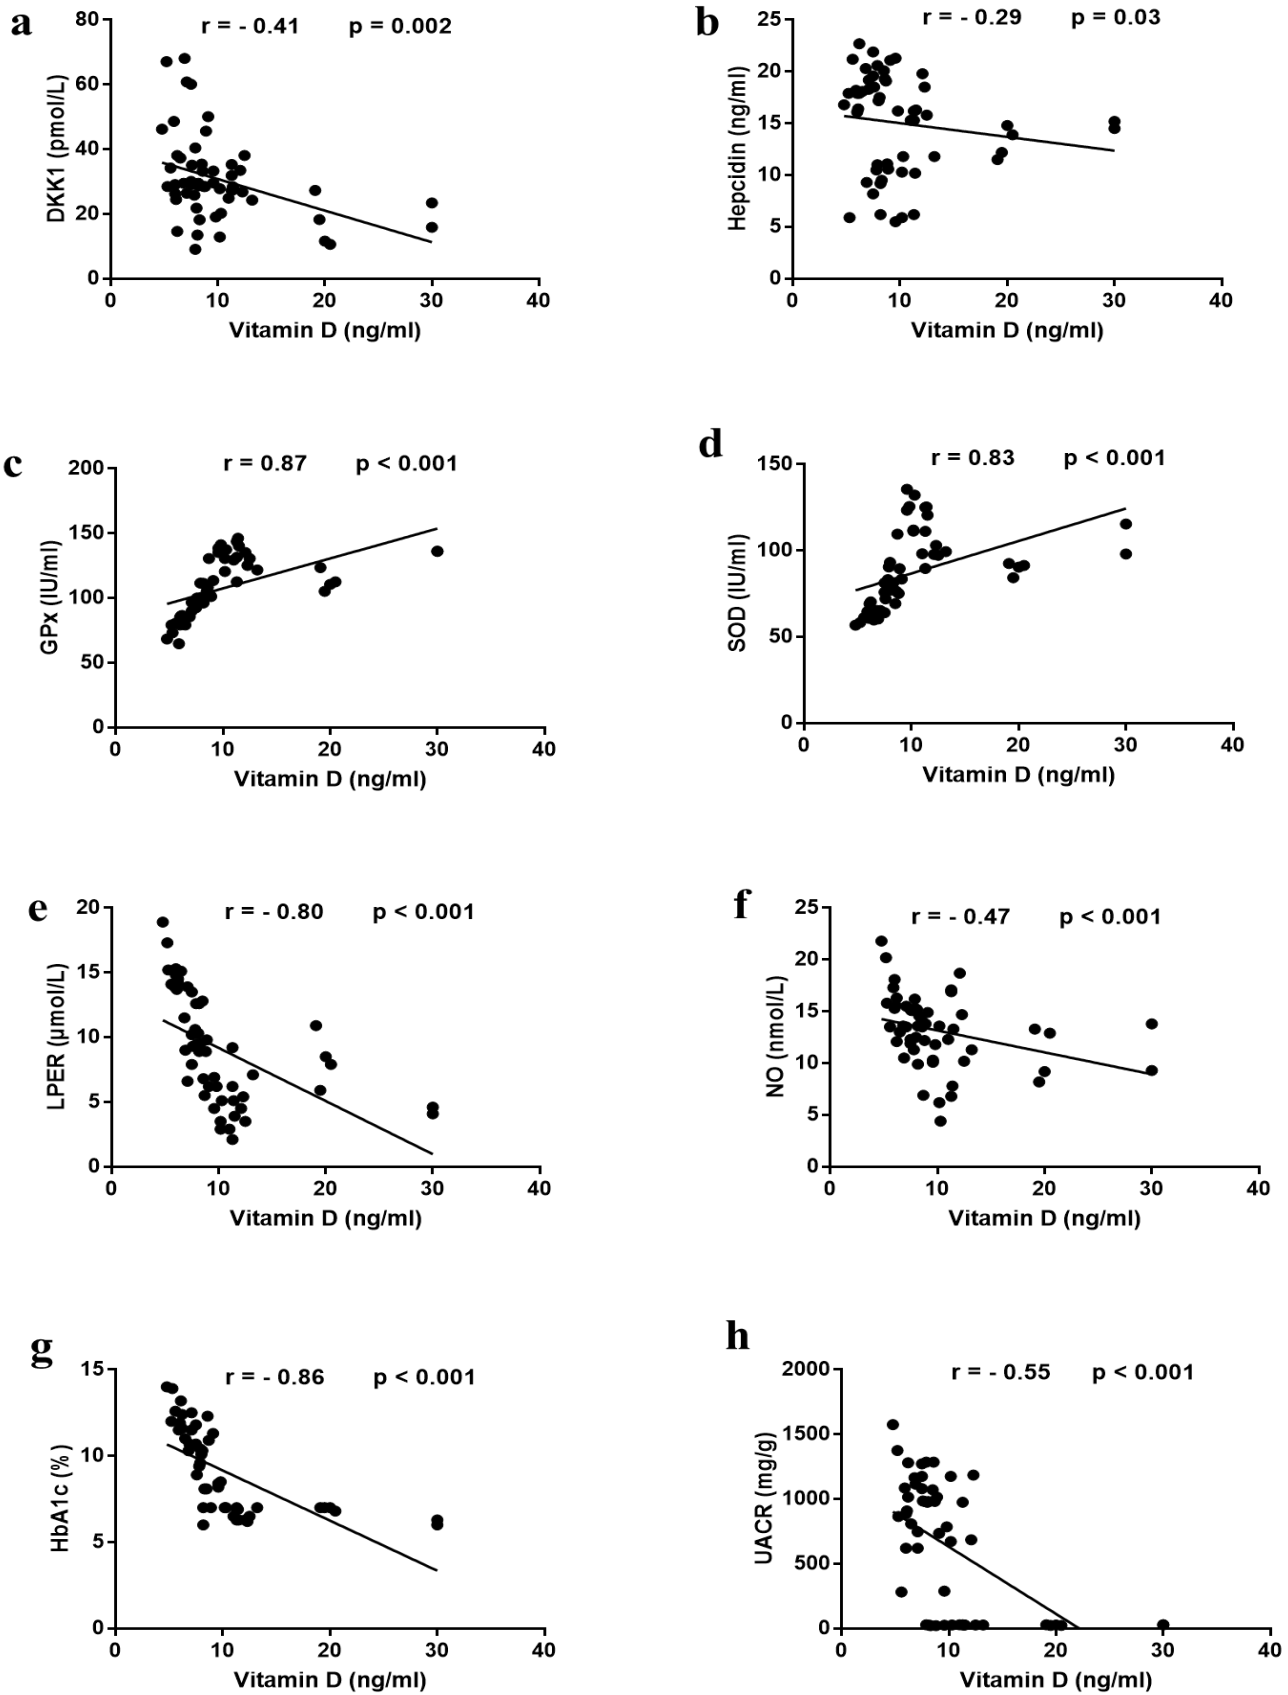 a
r = - 0.41 p = 0.002
DKK1 (pmol/L)
80
60
40
20
0
0 10 20 30 40
Vitamin D (ng/ml)
b
r = - 0.29 p = 0.03
Hepcidin (ng/ml)
25
20
15
10
5
0
0 10 20 30 40
Vitamin D (ng/ml)
c
r = 0.87 p < 0.001
GPx (IU/ml)
200
150
100
50
0
0 10 20 30 40
Vitamin D (ng/ml)
d
r = 0.83 p < 0.001
SOD (IU/ml)
150
100
50
0
0 10 20 30 40
Vitamin D (ng/ml)
e
r = - 0.80 p < 0.001
LPER (µmol/L)
20
15
10
5
0
0 10 20 30 40
Vitamin D (ng/ml)
f
r = - 0.47 p < 0.001
NO (nmol/L)
25
20
15
10
5
0
0 10 20 30 40
Vitamin D (ng/ml)
g
r = - 0.86 p < 0.001
HbA1c (%)
15
10
5
0
0 10 20 30 40
Vitamin D (ng/ml)
h
r = - 0.55 p < 0.001
UACR (mg/g)
2000
1500
1000
500
0
0 10 20 30 40
Vitamin D (ng/ml)